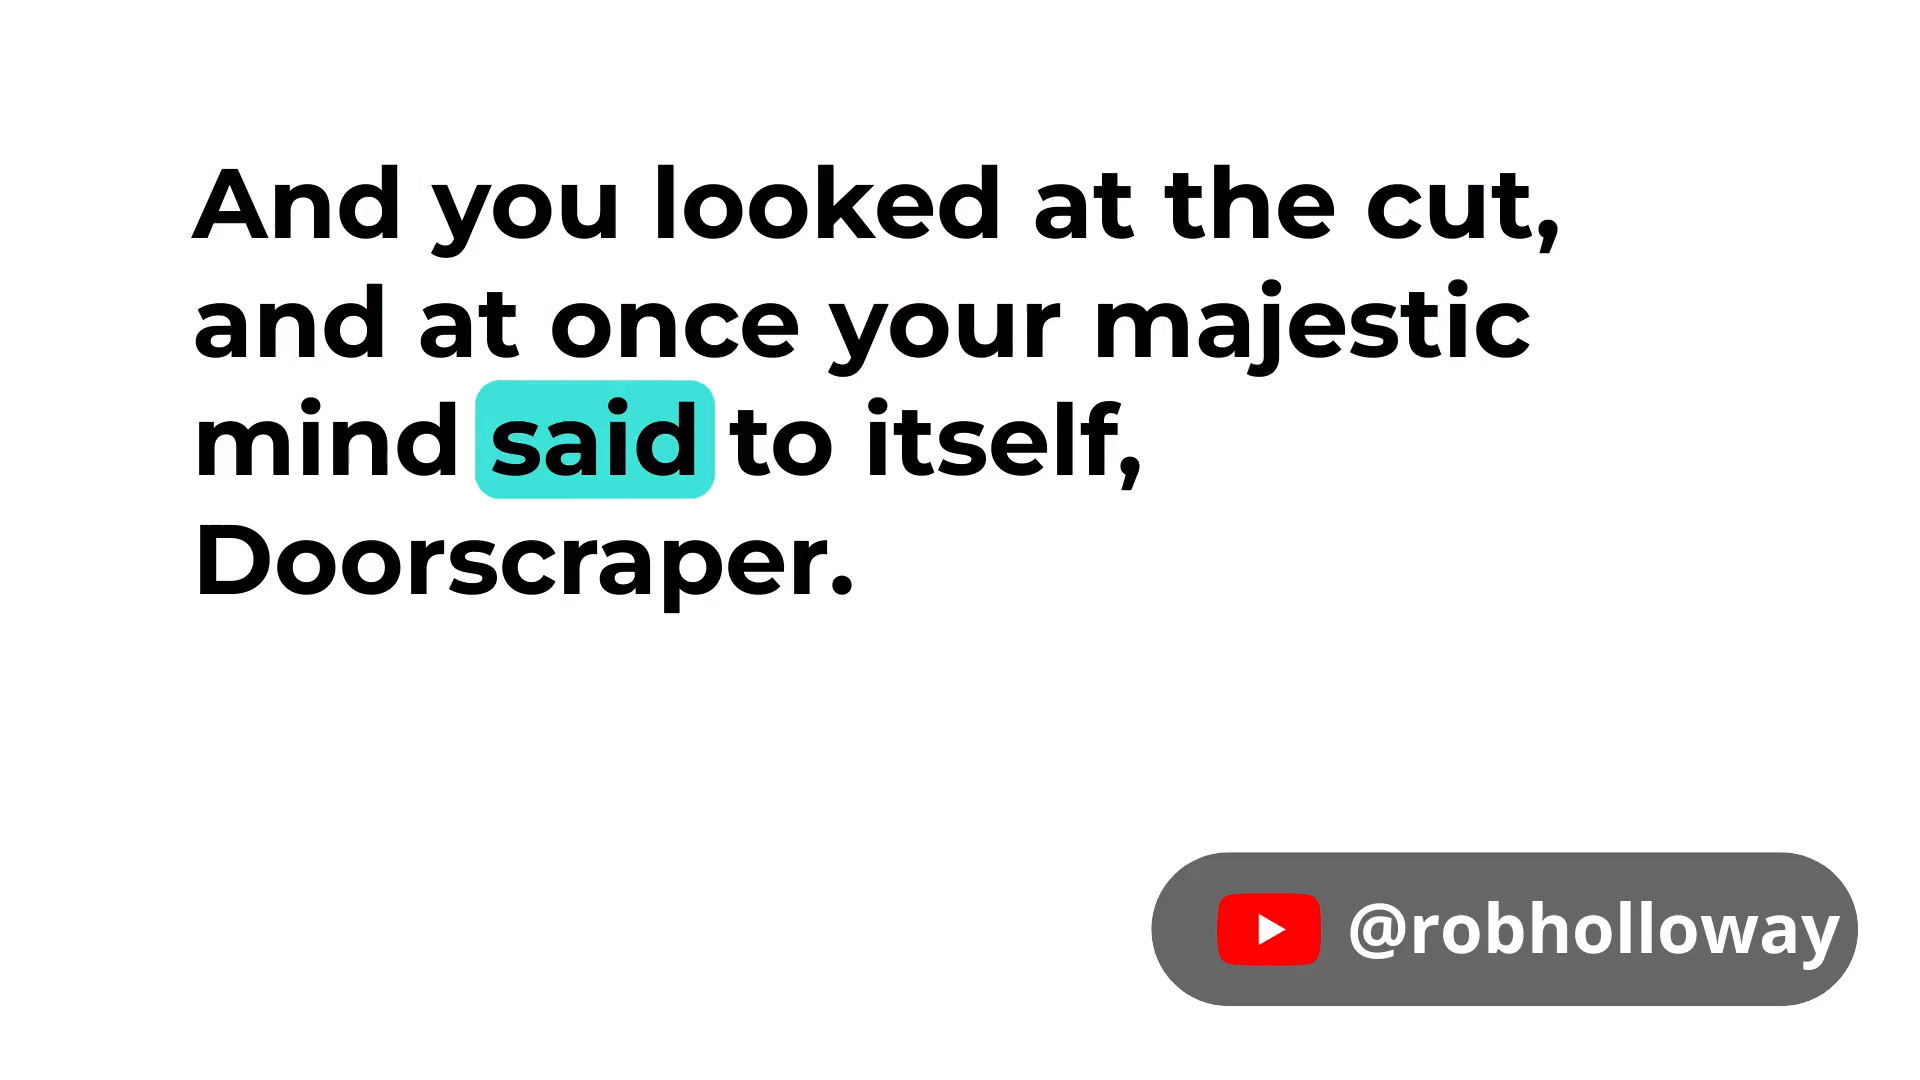 And you looked at the cut,
and at once your majestic
mind said to itself,
Doorscraper.
@robholloway